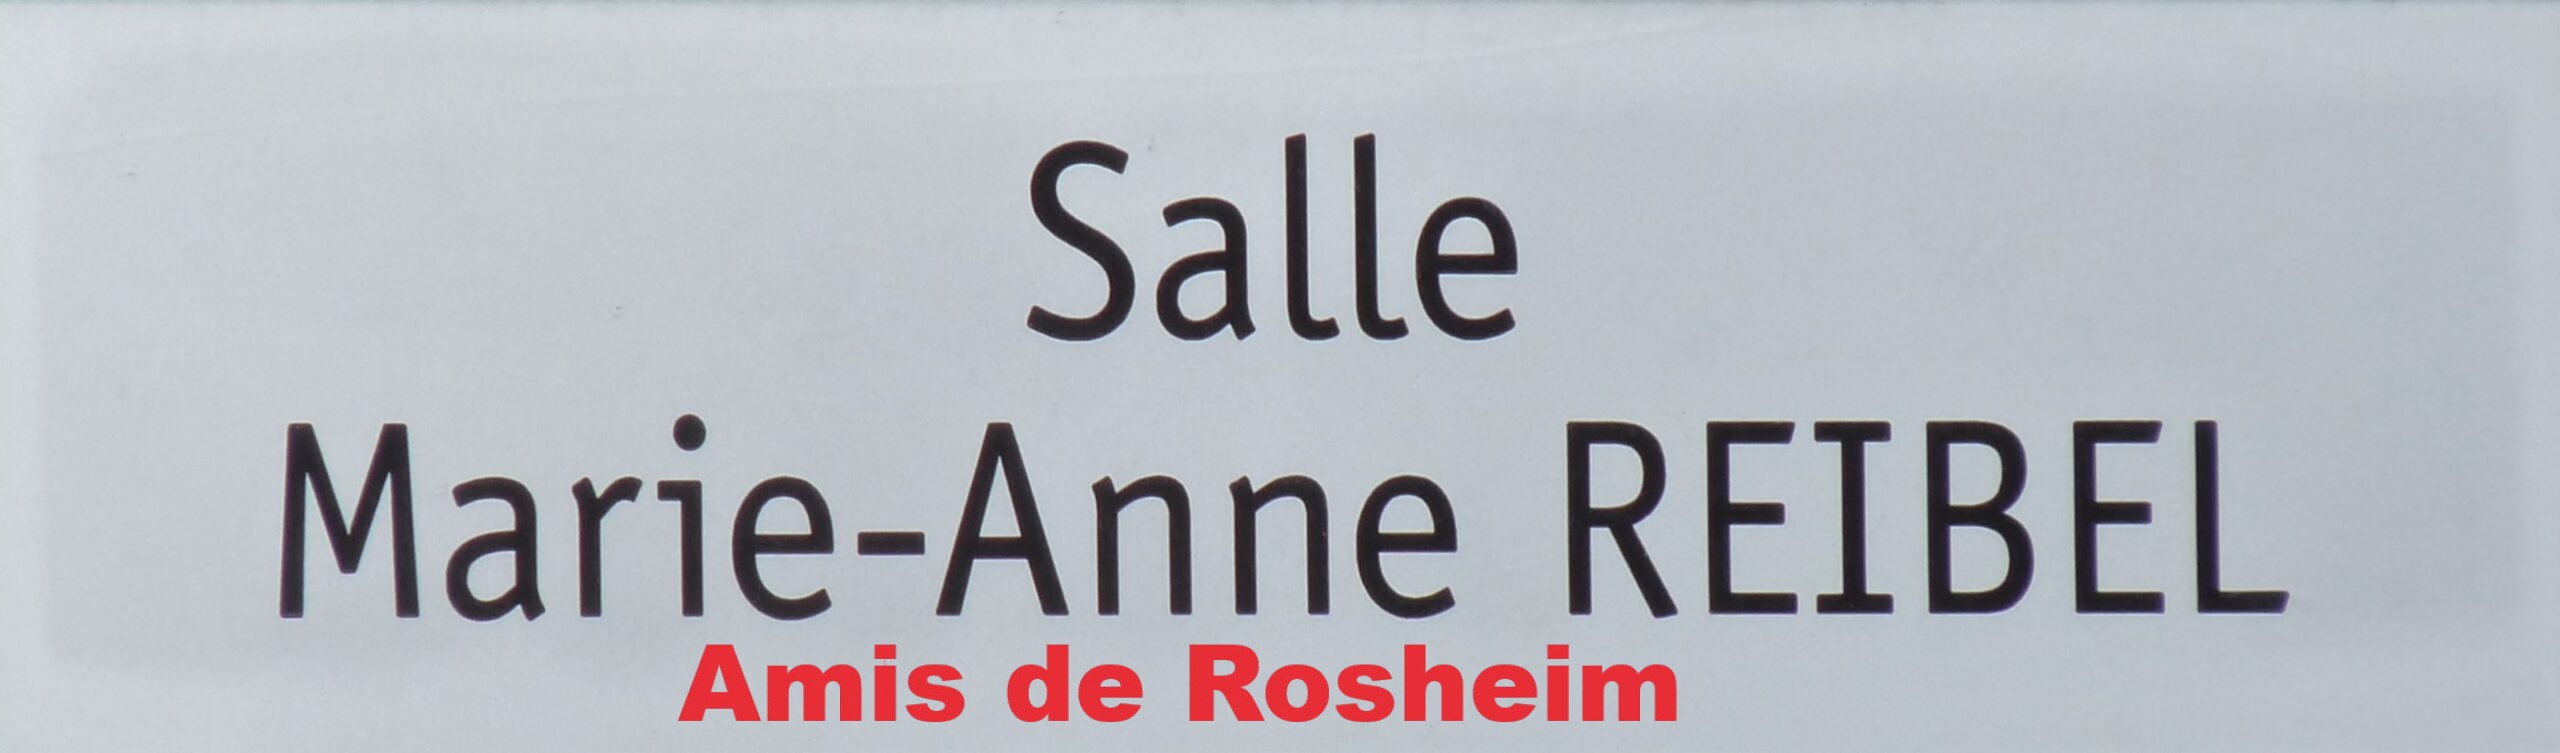 Salle
Marie-Anne REIBEL
Amis de Rosheim